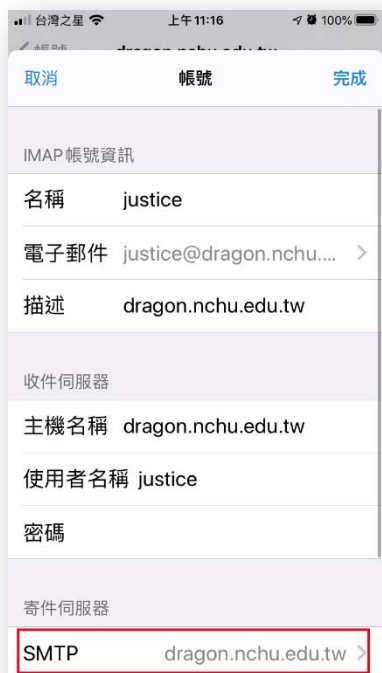 台灣之星 上午11:16 100%
取消 帳號 完成
IMAP帳號資訊
名稱 justice
電子郵件 justice@dragon.nchu....
描述 dragon.nchu.edu.tw
收件伺服器
主機名稱 dragon.nchu.edu.tw
使用者名稱 justice
密碼
寄件伺服器
SMTP dragon.nchu.edu.tw